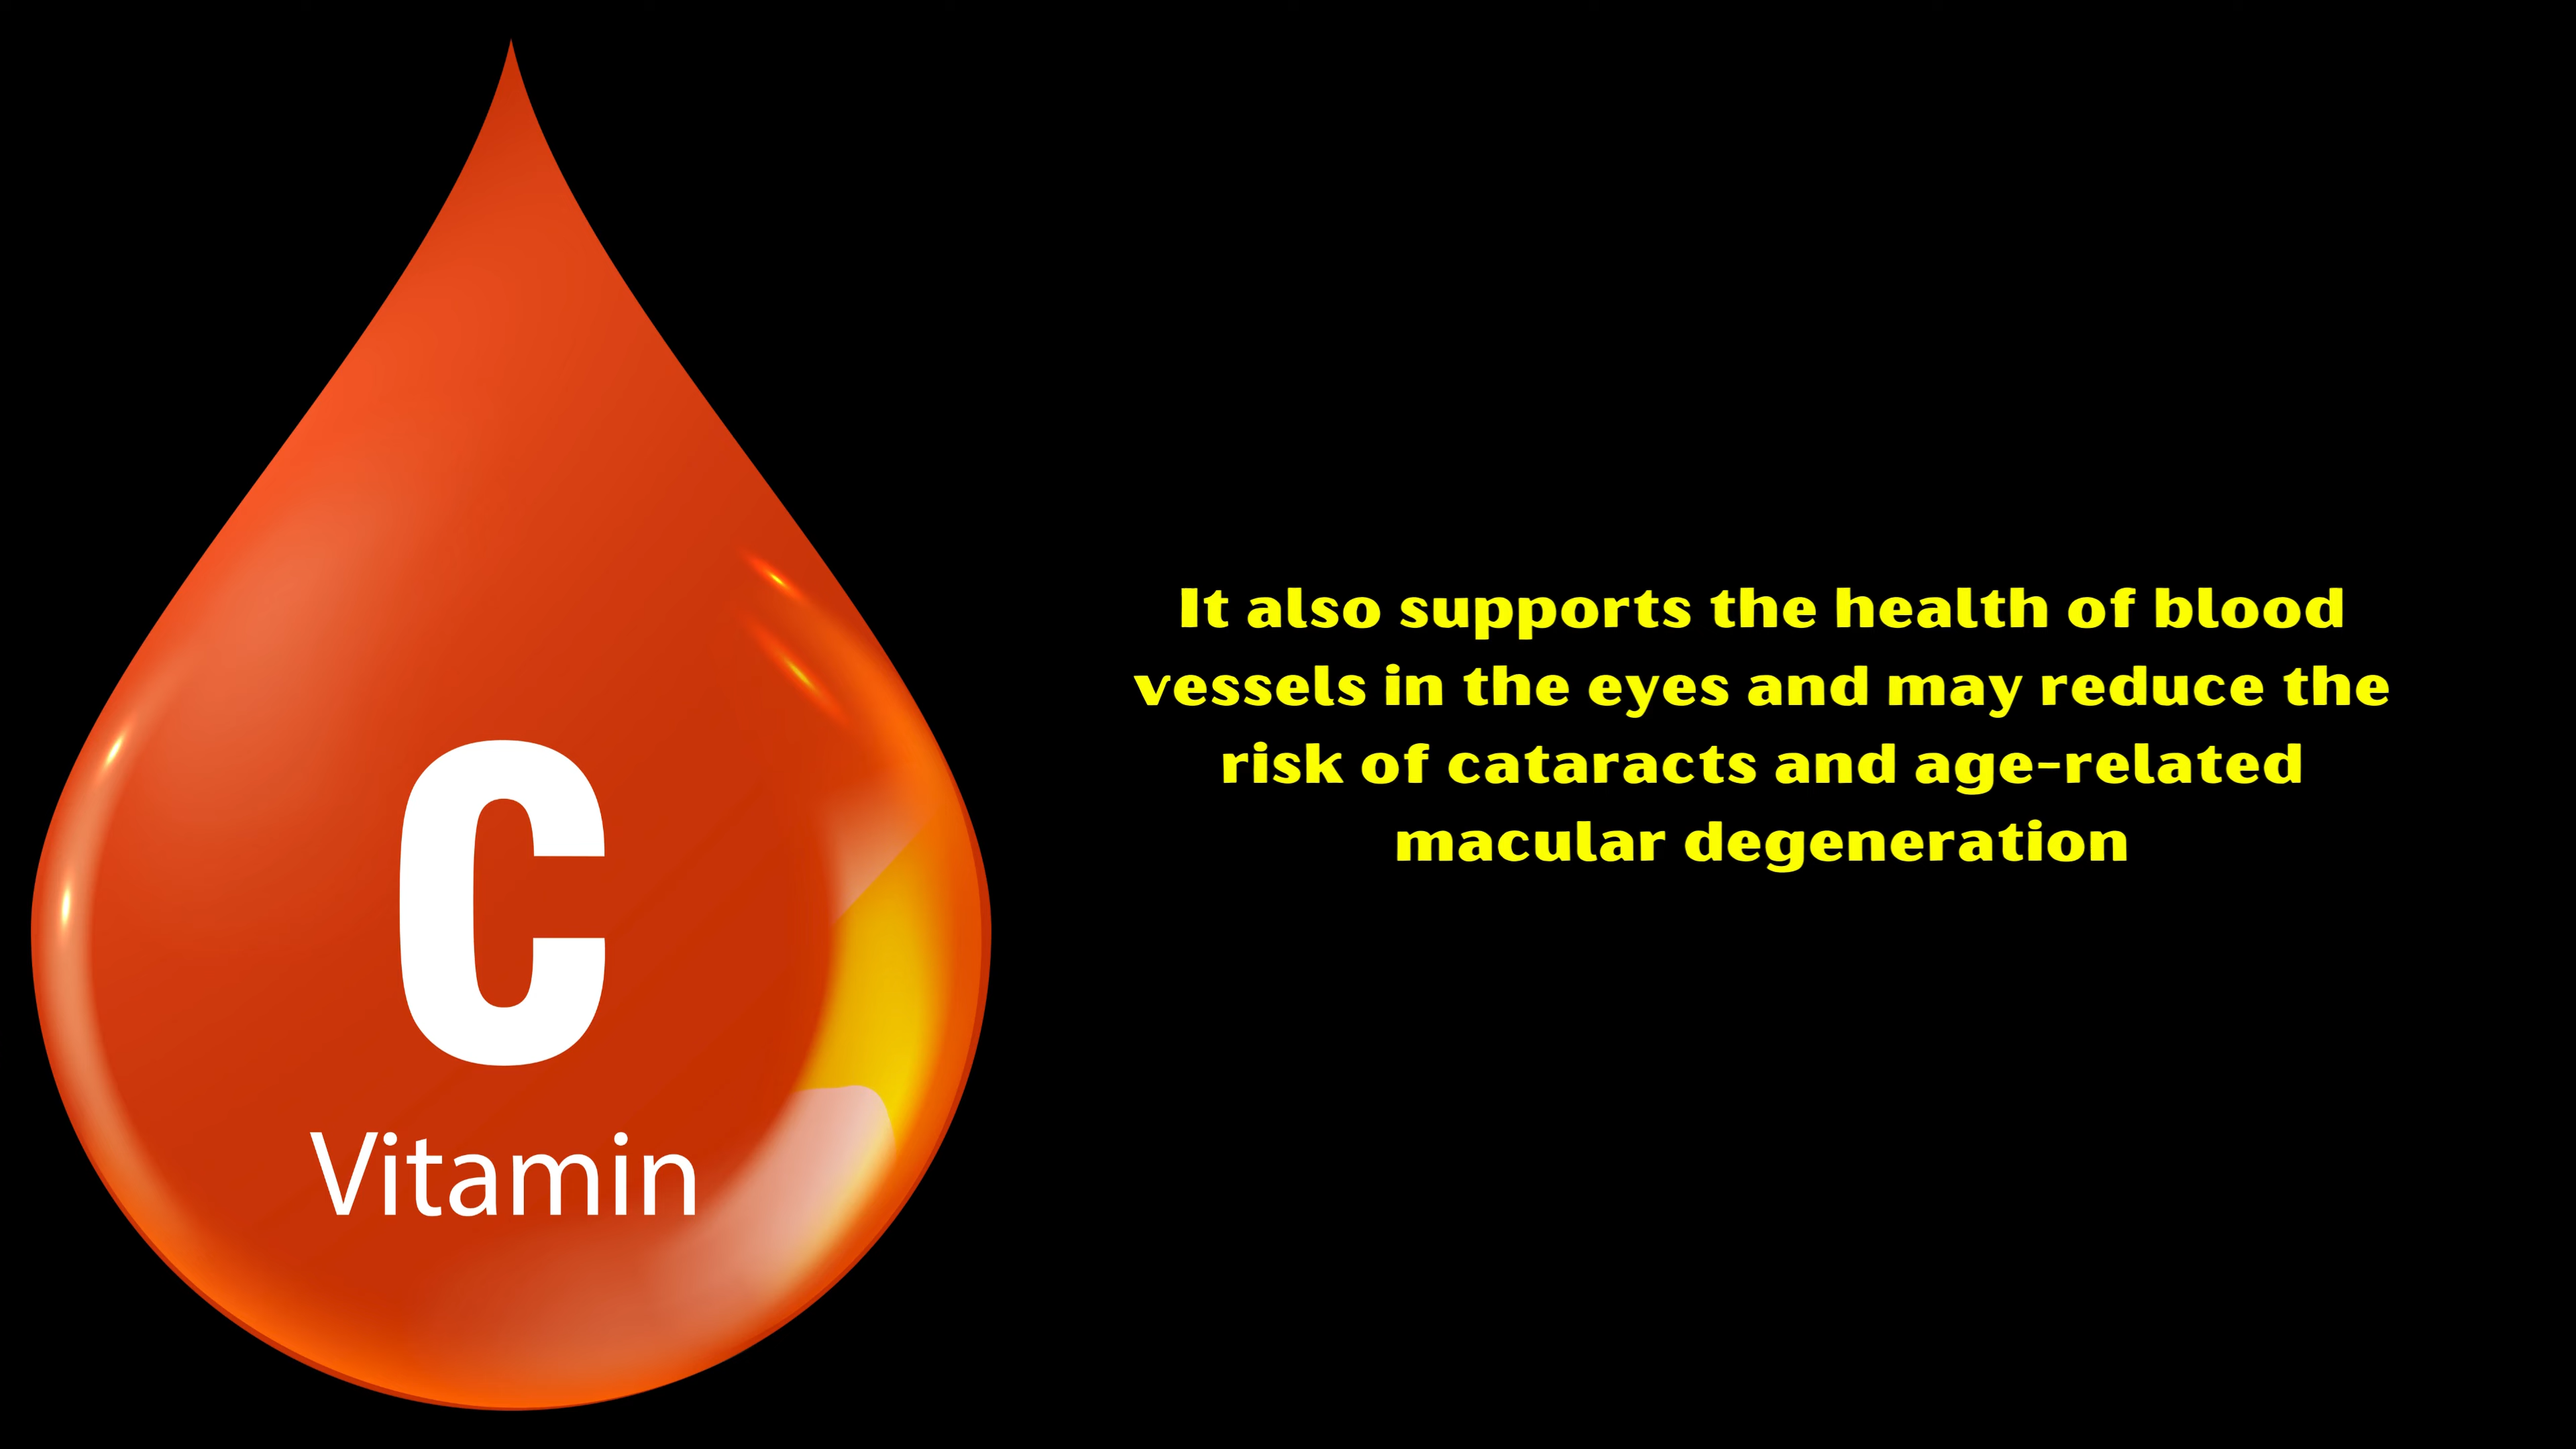 C
Vitamin
It also supports the health of blood
vessels in the eyes and may reduce the
risk of cataracts and age-related
macular degeneration